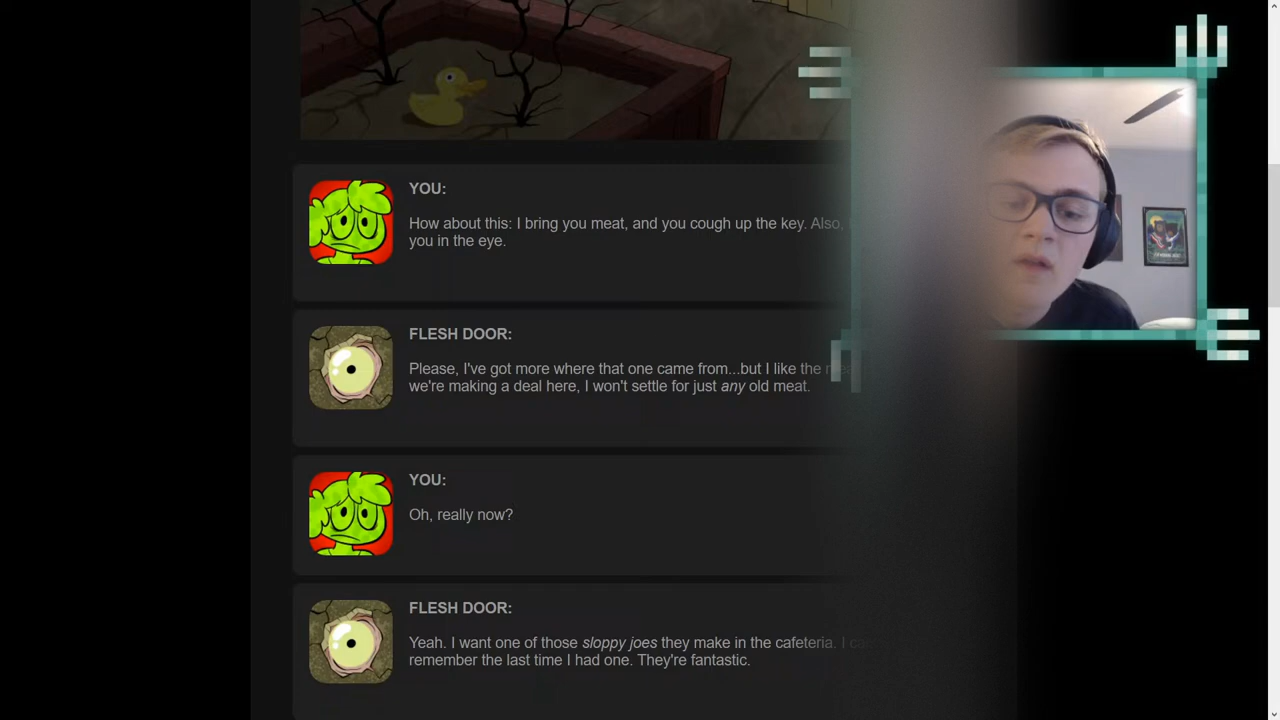 YOU:
How about this: I bring you meat, and you cough up the key. Also,
you in the eye.
FLESH DOOR:
Please, I've got more where that one came from...but I like the
we're making a deal here, I won't settle for just any old meat.
YOU:
Oh, really now?
FLESH DOOR:
Yeah. I want one of those sloppy joes they make in the cafeteria. I
remember the last time I had one. They're fantastic.